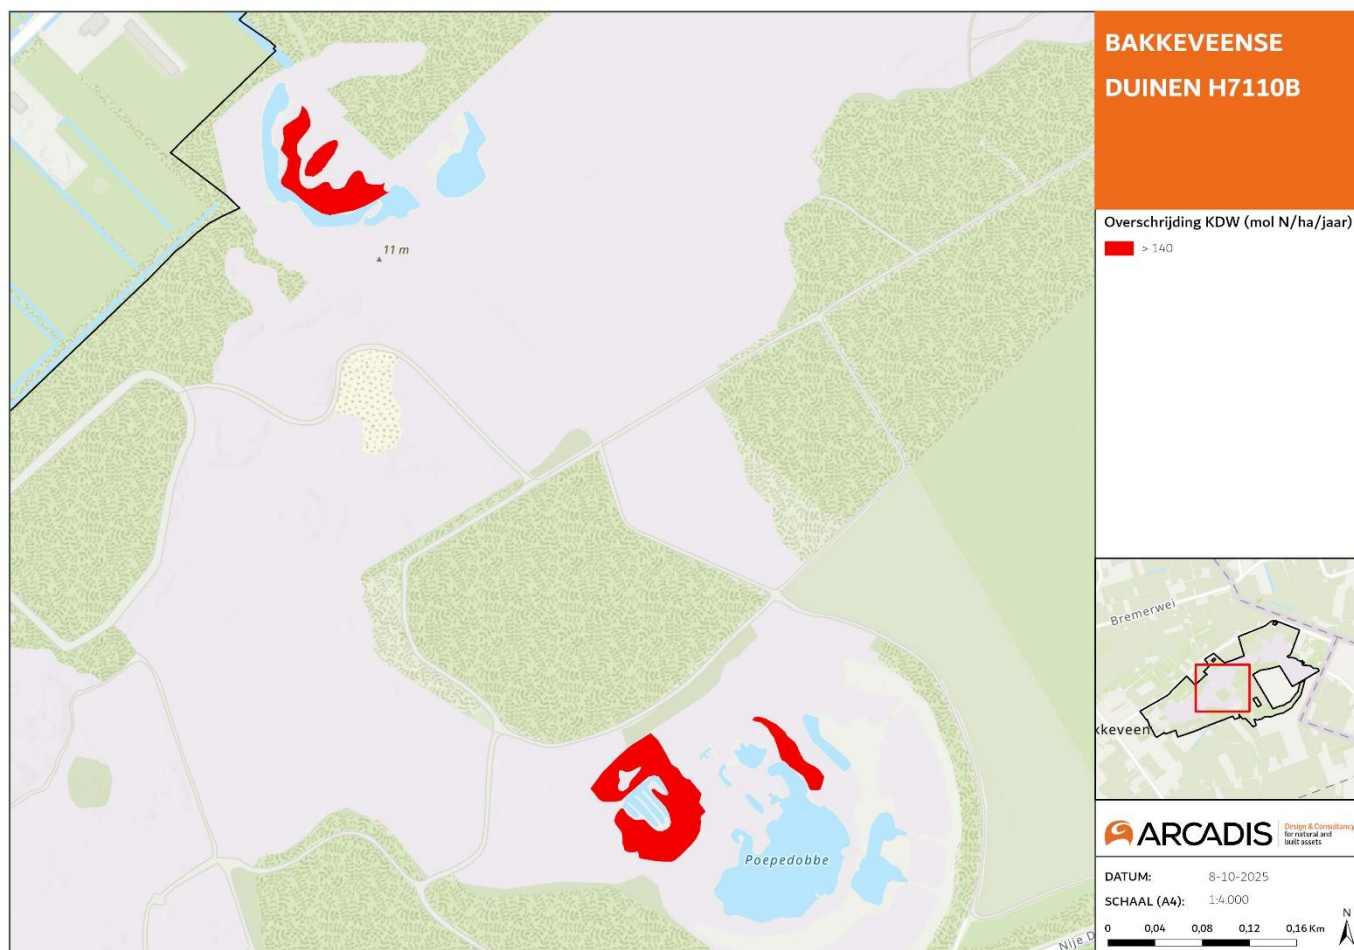 BAKKEVEENSE
DUINEN H7110B
Overschrijding KDW (mol N/ha/jaar)
> 140
11 m
Poepedobbe
Nije D
Bremerwei
kkeveen
ARCADIS
Design & Consultancy
for natural and
built assets
DATUM: 8-10-2025
SCHAAL (A4): 1:4.000
0 0,04 0,08 0,12 0,16 Km
N